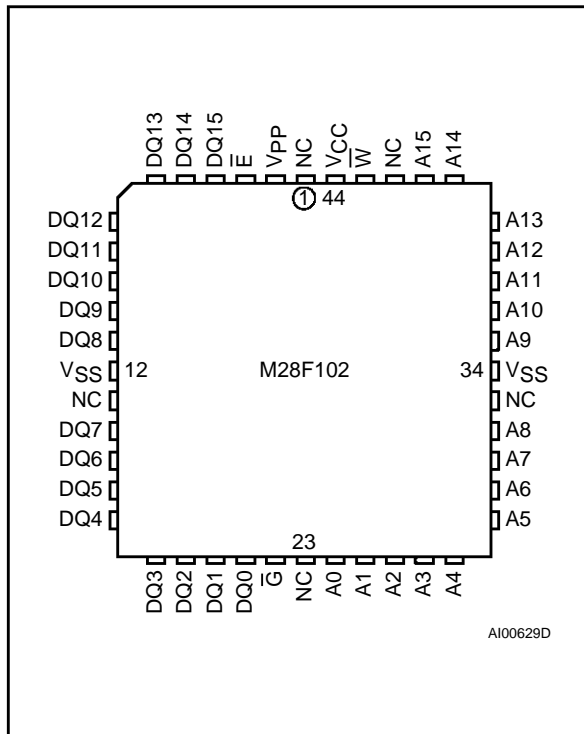 DQ13 DQ14 DQ15 E̅ VPP NC VCC W̅ NC A15 A14
1 44
DQ12 A13
DQ11 A12
DQ10 A11
DQ9 A10
DQ8 A9
VSS 12 M28F102 34 VSS
NC NC
DQ7 A8
DQ6 A7
DQ5 A6
DQ4 A5
23
DQ3 DQ2 DQ1 DQ0 G̅ NC A0 A1 A2 A3 A4
AI00629D